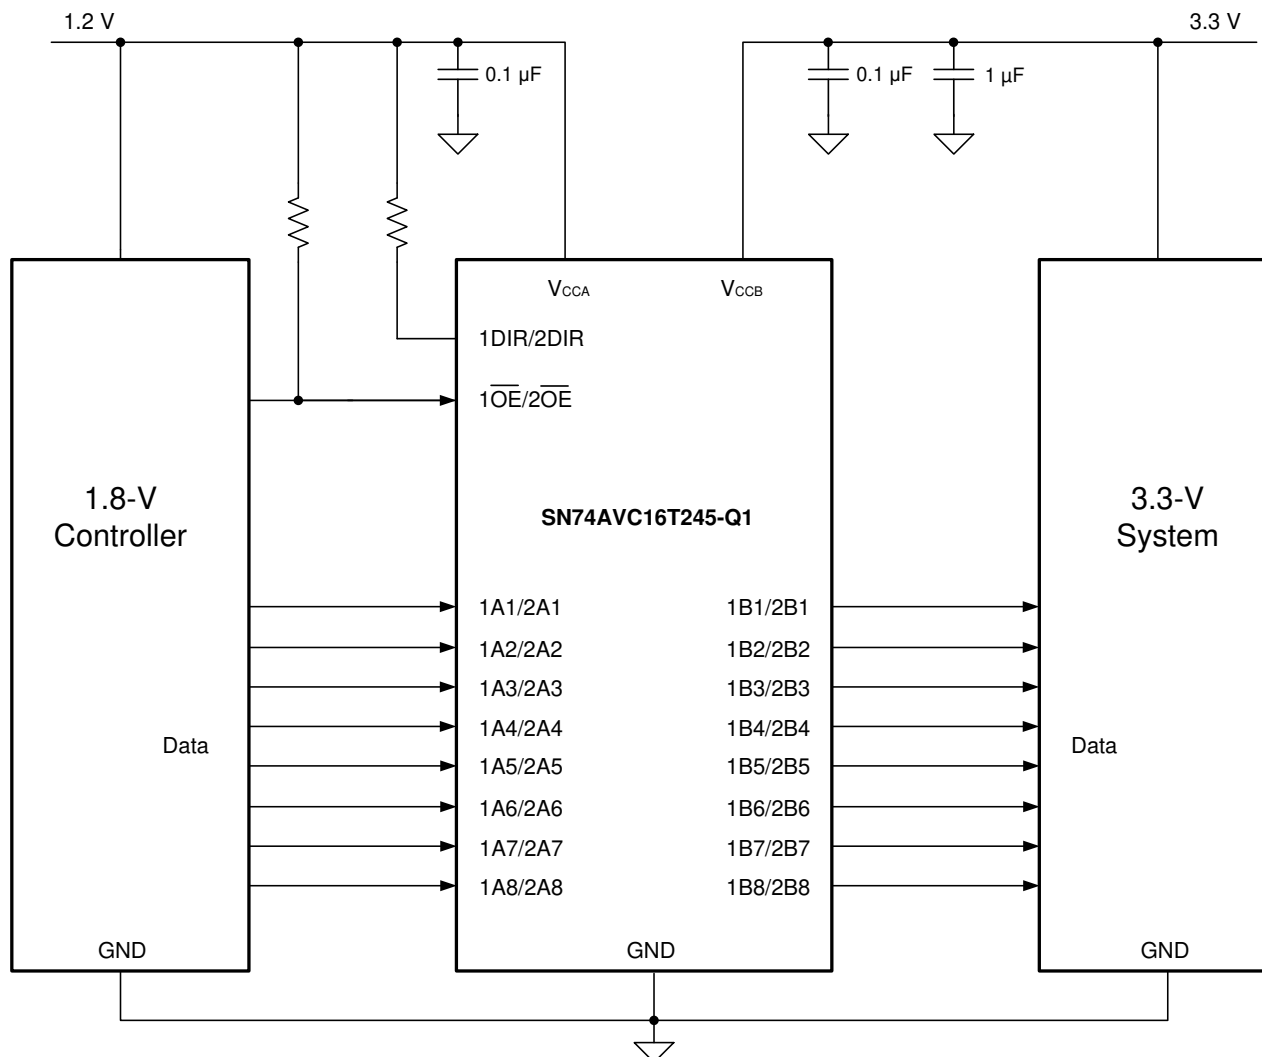 1.2 V
3.3 V
0.1 µF
0.1 µF
1 µF
VCCA
VCCB
1DIR/2DIR
1O̅E̅/2O̅E̅
1.8-V
Controller
SN74AVC16T245-Q1
3.3-V
System
1A1/2A1
1B1/2B1
1A2/2A2
1B2/2B2
1A3/2A3
1B3/2B3
1A4/2A4
1B4/2B4
Data
Data
1A5/2A5
1B5/2B5
1A6/2A6
1B6/2B6
1A7/2A7
1B7/2B7
1A8/2A8
1B8/2B8
GND
GND
GND